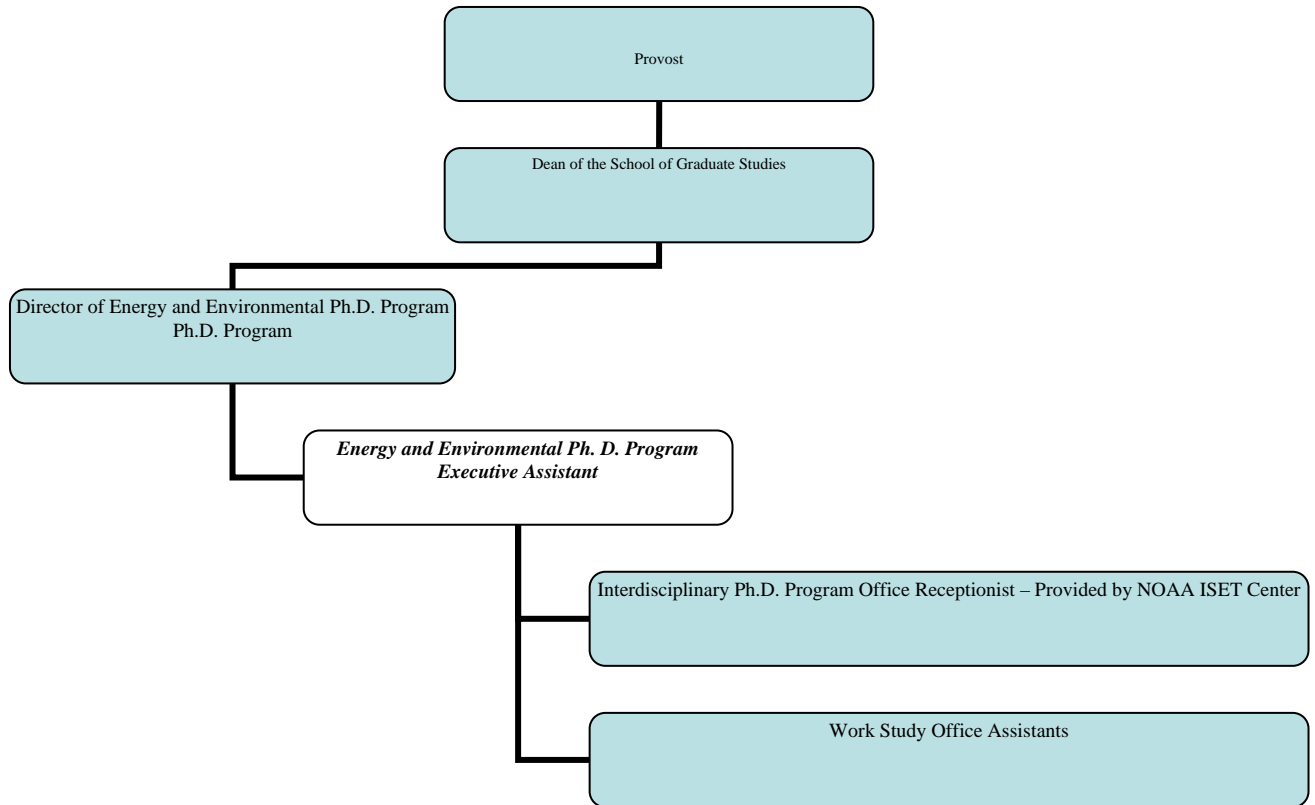 Provost
Dean of the School of Graduate Studies
Director of Energy and Environmental Ph.D. Program
Ph.D. Program
Energy and Environmental Ph. D. Program
Executive Assistant
Interdisciplinary Ph.D. Program Office Receptionist – Provided by NOAA ISET Center
Work Study Office Assistants